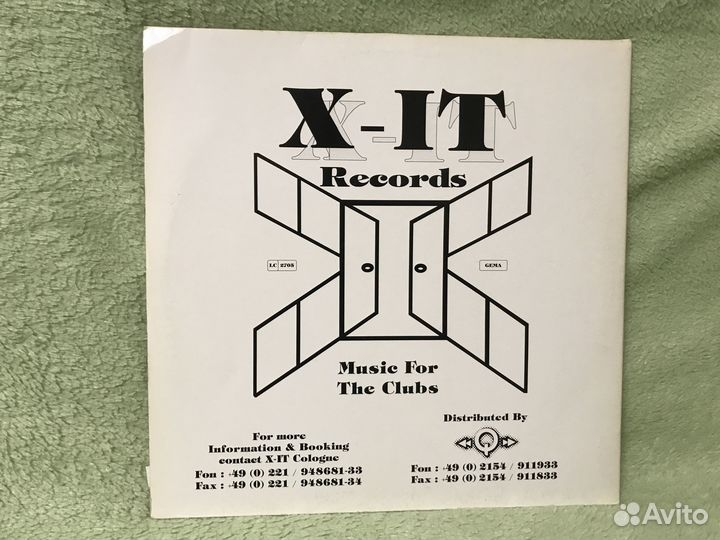 X-IT
Records
LC 2705
GEMA
Music For
The Clubs
For more
Information & Booking
contact X-IT Cologne
Fon : +49 (0) 221 / 948681-33
Fax : +49 (0) 221 / 948681-34
Distributed By
Fon : +49 (0) 2154 / 911933
Fax : +49 (0) 2154 / 911833
Avito